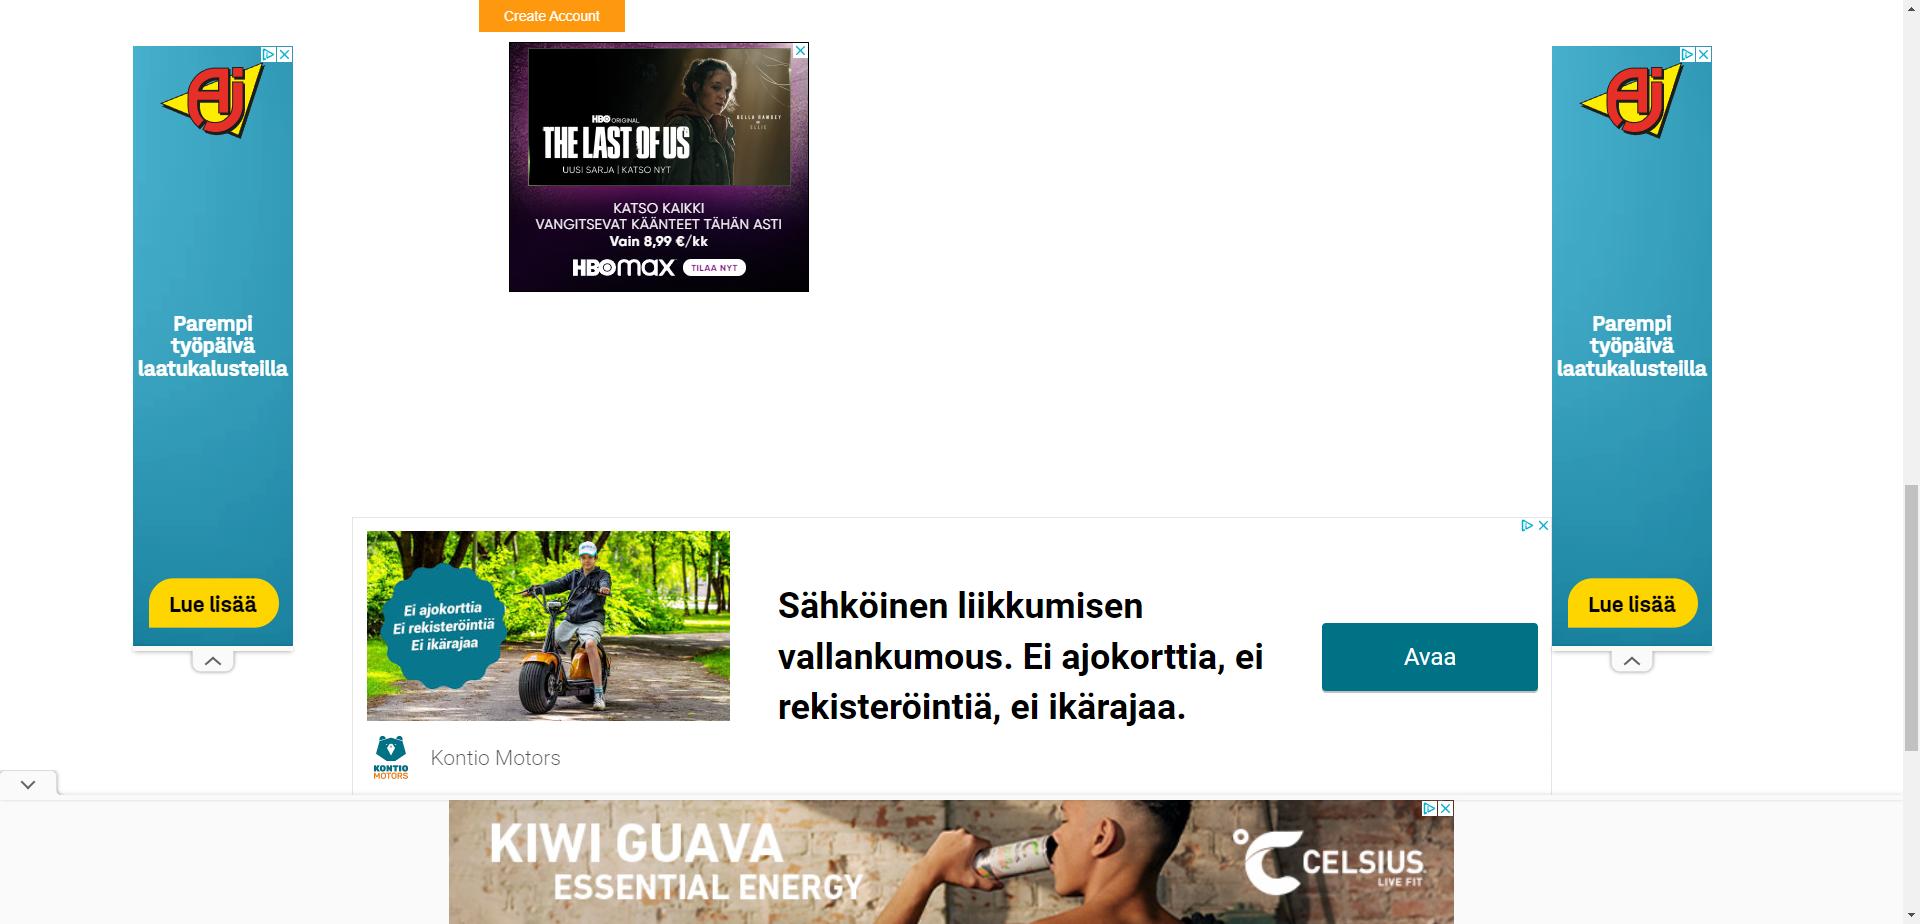 Create Account
Aj
Parempi
työpäivä
laatukalusteilla
Lue lisää
HBO ORIGINAL
THE LAST OF US
UUSI SARJA | KATSO NYT
BELLA RAMSEY
ELLIE
KATSO KAIKKI
VANGITSEVAT KÄÄNTEET TÄHÄN ASTI
Vain 8,99 €/kk
HBOmax TILAA NYT
Aj
Parempi
työpäivä
laatukalusteilla
Lue lisää
Ei ajokorttia
Ei rekisteröintiä
Ei ikärajaa
Sähköinen liikkumisen
vallankumous. Ei ajokorttia, ei
rekisteröintiä, ei ikärajaa.
Avaa
KONTIO
MOTORS
Kontio Motors
KIWI GUAVA
ESSENTIAL ENERGY
CELSIUS
LIVE FIT